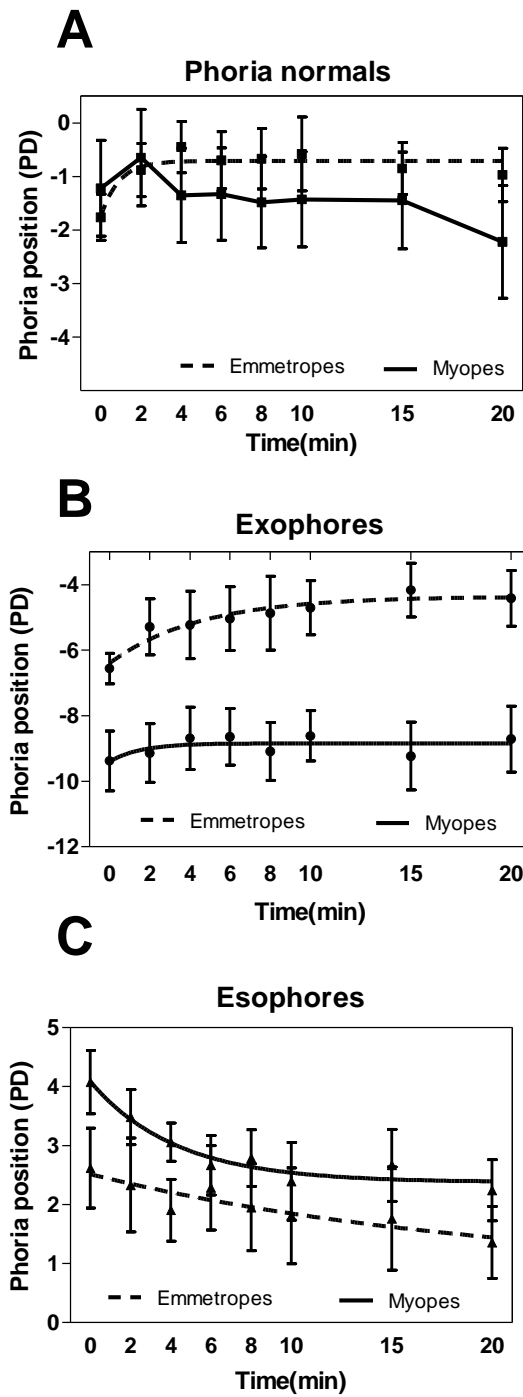 A
Phoria normals
Phoria position (PD)
0
-1
-2
-3
-4
Emmetropes
Myopes
0 2 4 6 8 10 15 20
Time(min)
B
Exophores
Phoria position (PD)
-4
-6
-8
-10
-12
Emmetropes
Myopes
0 2 4 6 8 10 15 20
Time(min)
C
Esophores
Phoria position (PD)
5
4
3
2
1
0
Emmetropes
Myopes
0 2 4 6 8 10 15 20
Time(min)